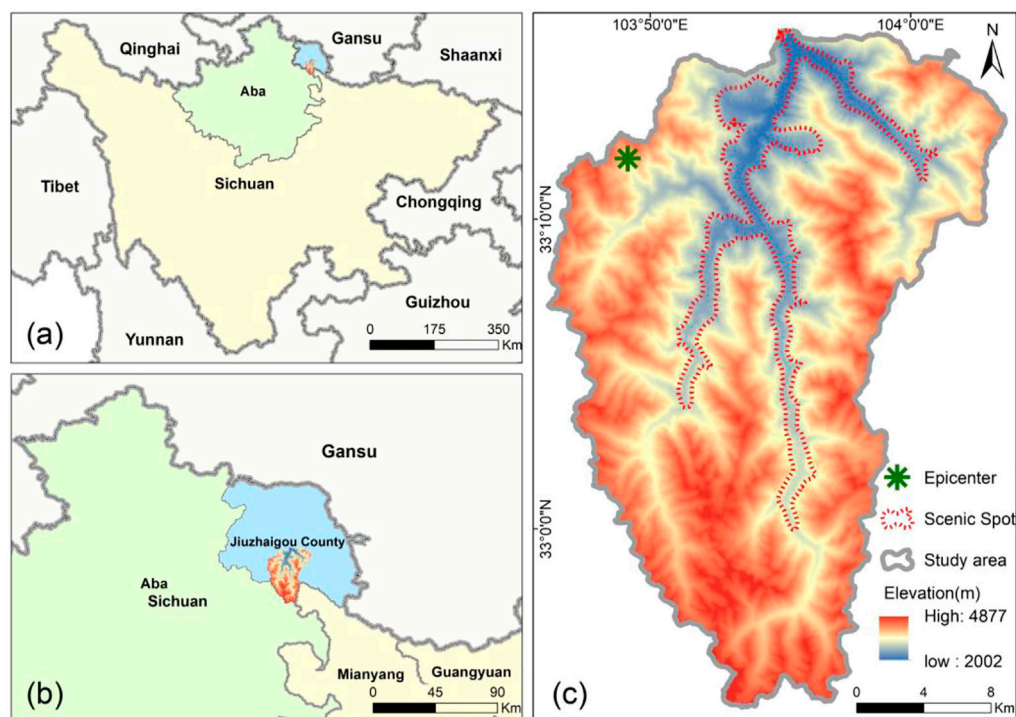 Qinghai
Gansu
Shaanxi
Aba
Tibet
Sichuan
Chongqing
Guizhou
Yunnan
(a)
0 175 350
Km
Gansu
Jiuzhaigou County
Aba
Sichuan
Mianyang
Guangyuan
(b)
0 45 90
Km
103°50'0"E
104°0'0"E
N
33°10'0"N
33°0'0"N
Epicenter
Scenic Spot
Study area
Elevation(m)
High: 4877
low : 2002
(c)
0 4 8
Km